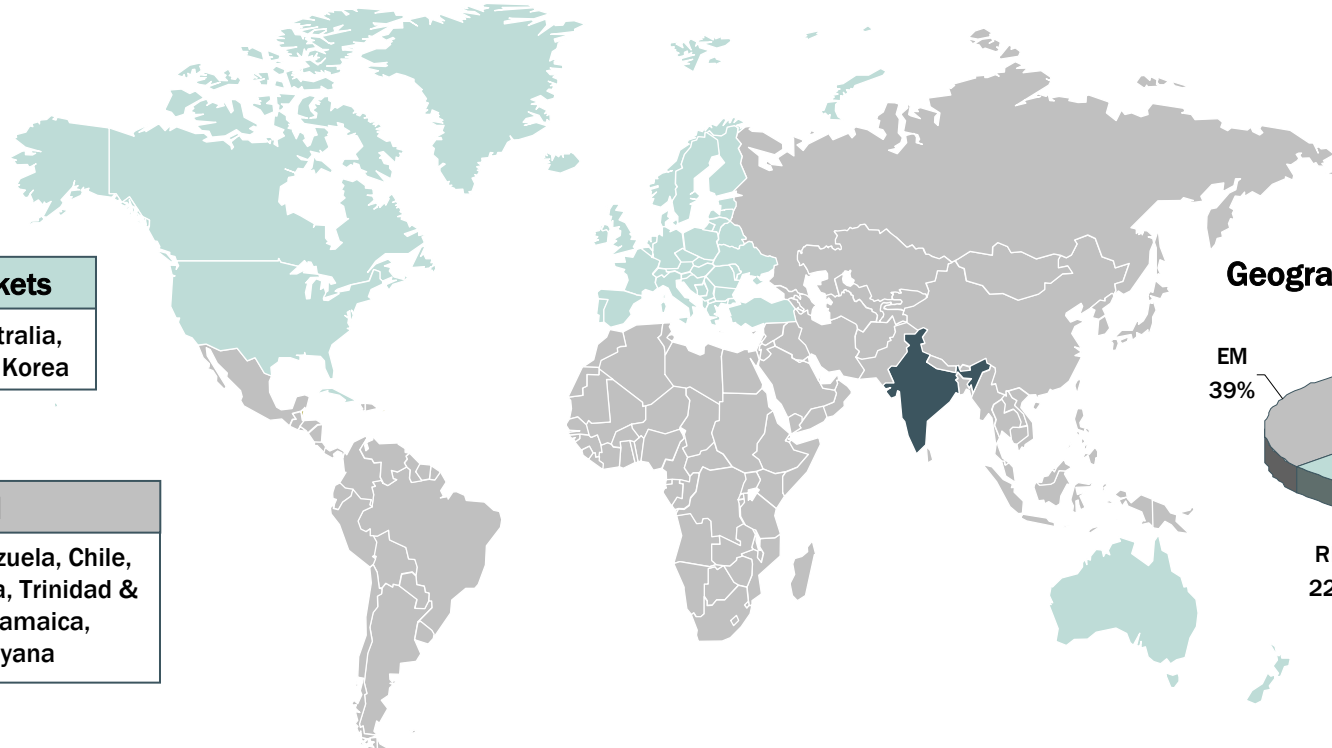 kets
tralia,
Korea
zuela, Chile,
a, Trinidad &
amaica,
yana
Geogra
EM
39%
R
22